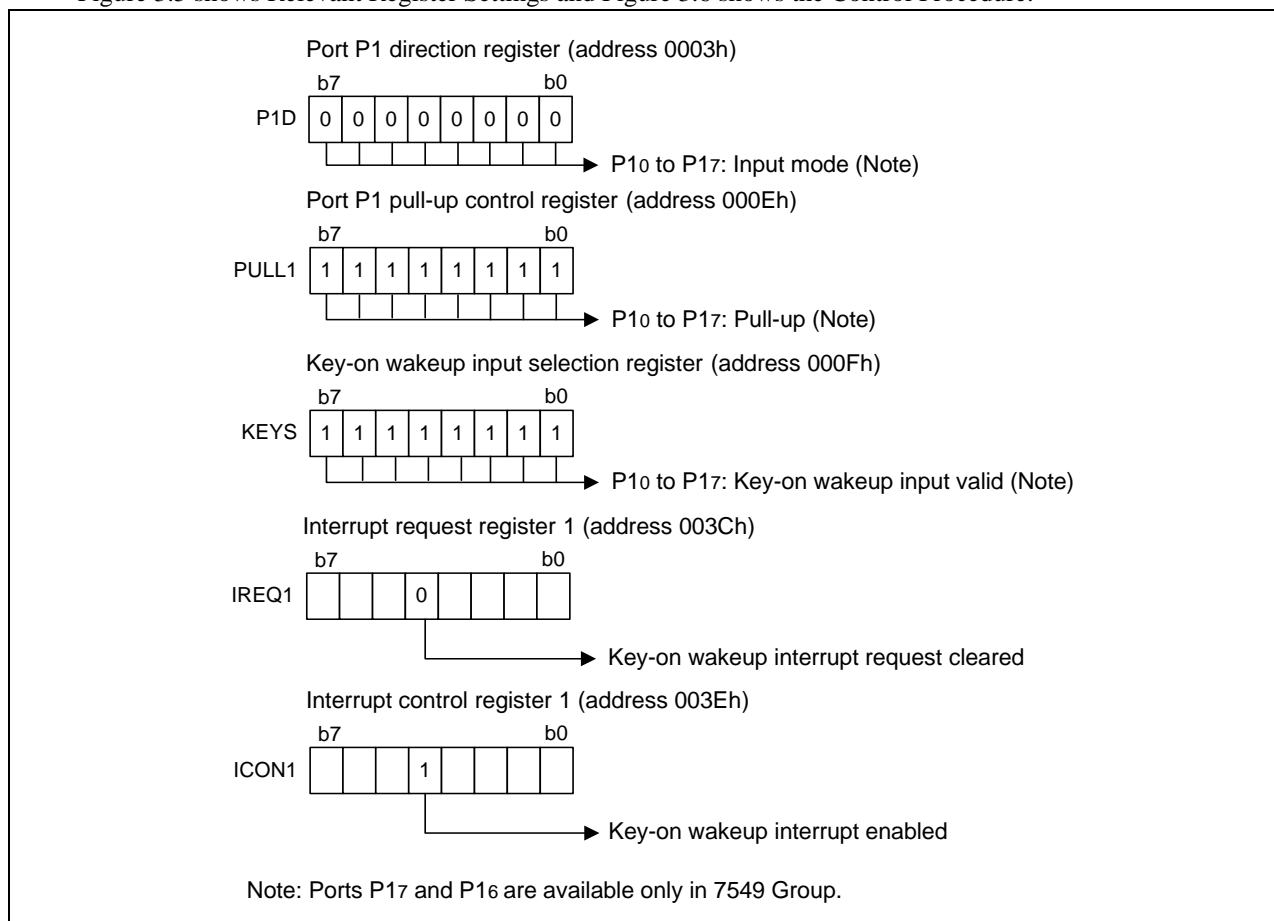 Figure 3.5 shows Relevant Register Settings and Figure 3.6 shows the Control Procedure.
Port P1 direction register (address 0003h)
b7 b0
P1D 0 0 0 0 0 0 0 0
P10 to P17: Input mode (Note)
Port P1 pull-up control register (address 000Eh)
b7 b0
PULL1 1 1 1 1 1 1 1 1
P10 to P17: Pull-up (Note)
Key-on wakeup input selection register (address 000Fh)
b7 b0
KEYS 1 1 1 1 1 1 1 1
P10 to P17: Key-on wakeup input valid (Note)
Interrupt request register 1 (address 003Ch)
b7 b0
IREQ1 0
Key-on wakeup interrupt request cleared
Interrupt control register 1 (address 003Eh)
b7 b0
ICON1 1
Key-on wakeup interrupt enabled
Note: Ports P17 and P16 are available only in 7549 Group.